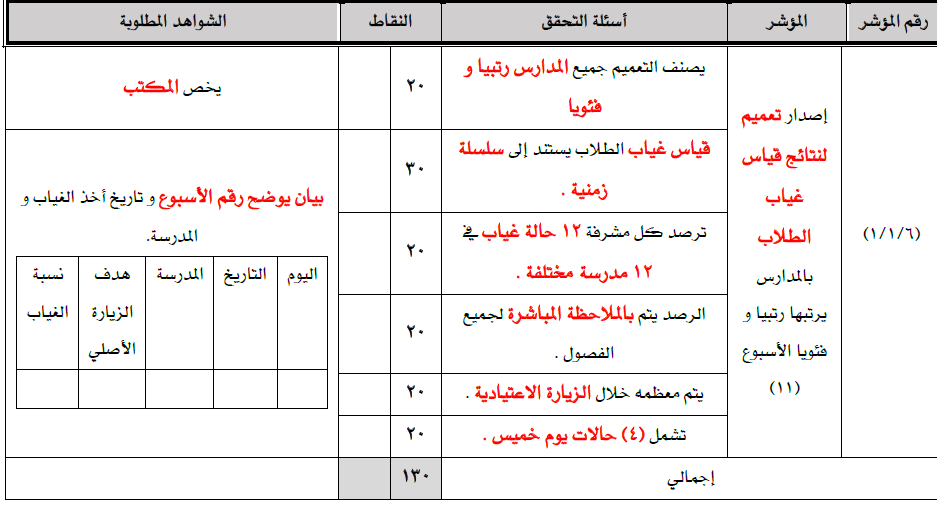 رقم المؤشر
المؤشر
أسئلة التحقق
النقاط
الشواهد المطلوبة
(١/١/٦)
إصدار تعميم
لنتائج قياس
غياب
الطلاب
بالمدارس
يرتبها رتبيا و
فئويا الأسبوع
(١١)
يصنف التعميم جميع المدارس رتبيا و
فئويا
٢٠
يخص المكتب
قياس غياب الطلاب يستند إلى سلسلة
زمنية .
٣٠
ترصد كل مشرفة ١٢ حالة غياب في
١٢ مدرسة مختلفة .
٢٠
الرصد يتم بالملاحظة المباشرة لجميع
الفصول .
٢٠
يتم معظمه خلال الزيارة الاعتيادية .
٢٠
تشمل (٤) حالات يوم خميس .
٢٠
بيان يوضح رقم الأسبوع و تاريخ أخذ الغياب و
المدرسة.
اليوم
التاريخ
المدرسة
هدف
الزيارة
الأصلي
نسبة
الغياب
إجمالي
١٣٠